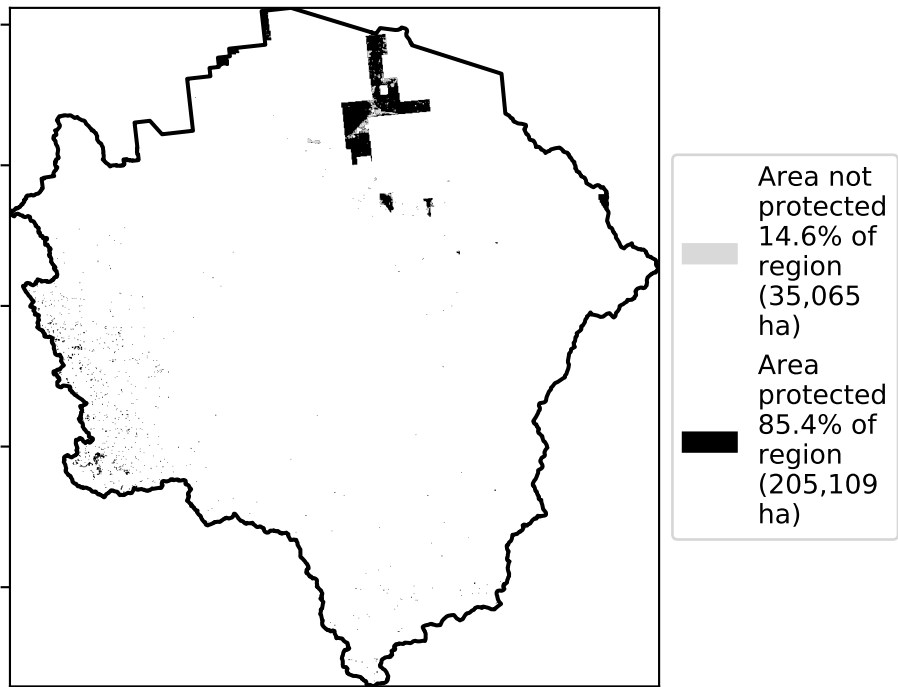 Area not
protected
14.6% of
region
(35,065
ha)
Area
protected
85.4% of
region
(205,109
ha)